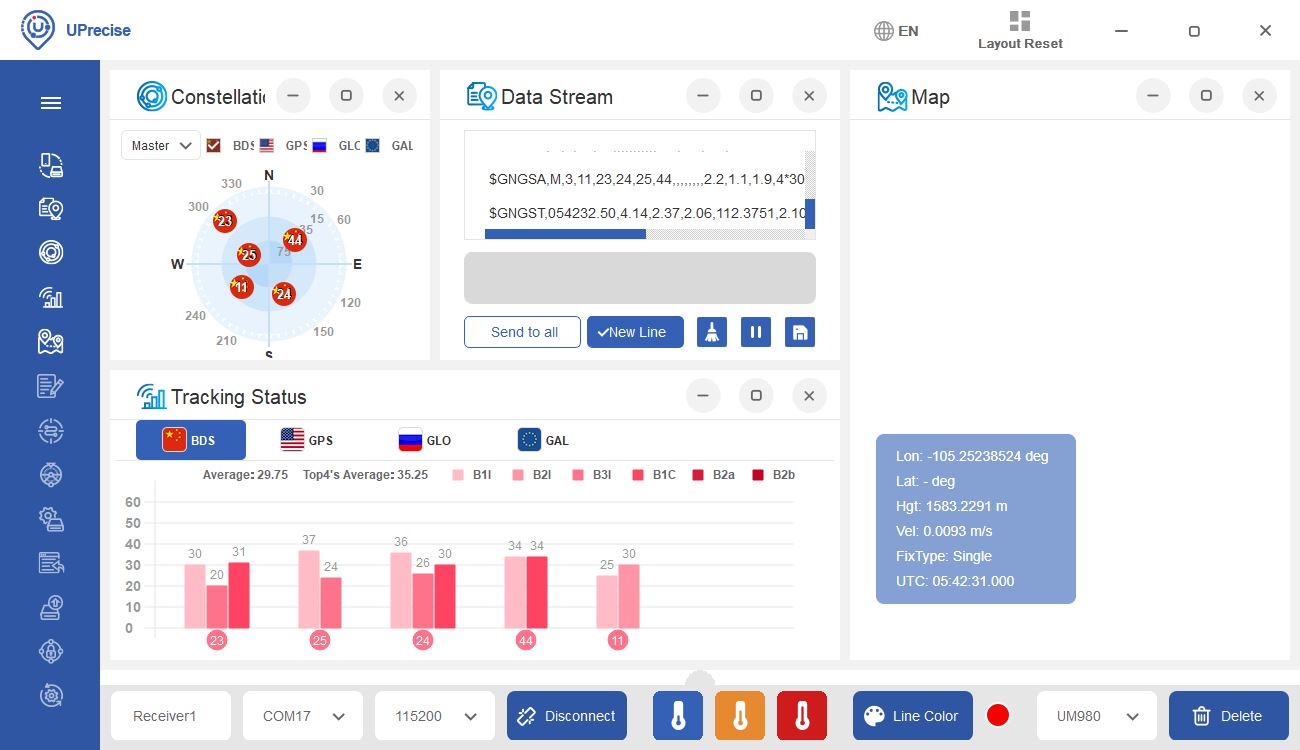 UPrecise
EN
Layout Reset
Constellatic
Data Stream
Map
Master
BDS
GPS
GLO
GAL
N
330
30
300
15
60
23
44
35
75
25
W
E
11
24
120
240
150
210
S
$GNGSA,M,3,11,23,24,25,44,,,,,,,,2.2,1.1,1.9,4*30
$GNGST,054232.50,4.14,2.37,2.06,112.3751,2.10
Send to all
New Line
Tracking Status
BDS
GPS
GLO
GAL
Average: 29.75
Top4's Average: 35.25
B1I
B2I
B3I
B1C
B2a
B2b
60
50
40
30
20
10
0
30 20 31
37 24
36 26 30
34 34
25 30
23
25
24
44
11
Lon: -105.25238524 deg
Lat: - deg
Hgt: 1583.2291 m
Vel: 0.0093 m/s
FixType: Single
UTC: 05:42:31.000
Receiver1
COM17
115200
Disconnect
Line Color
UM980
Delete